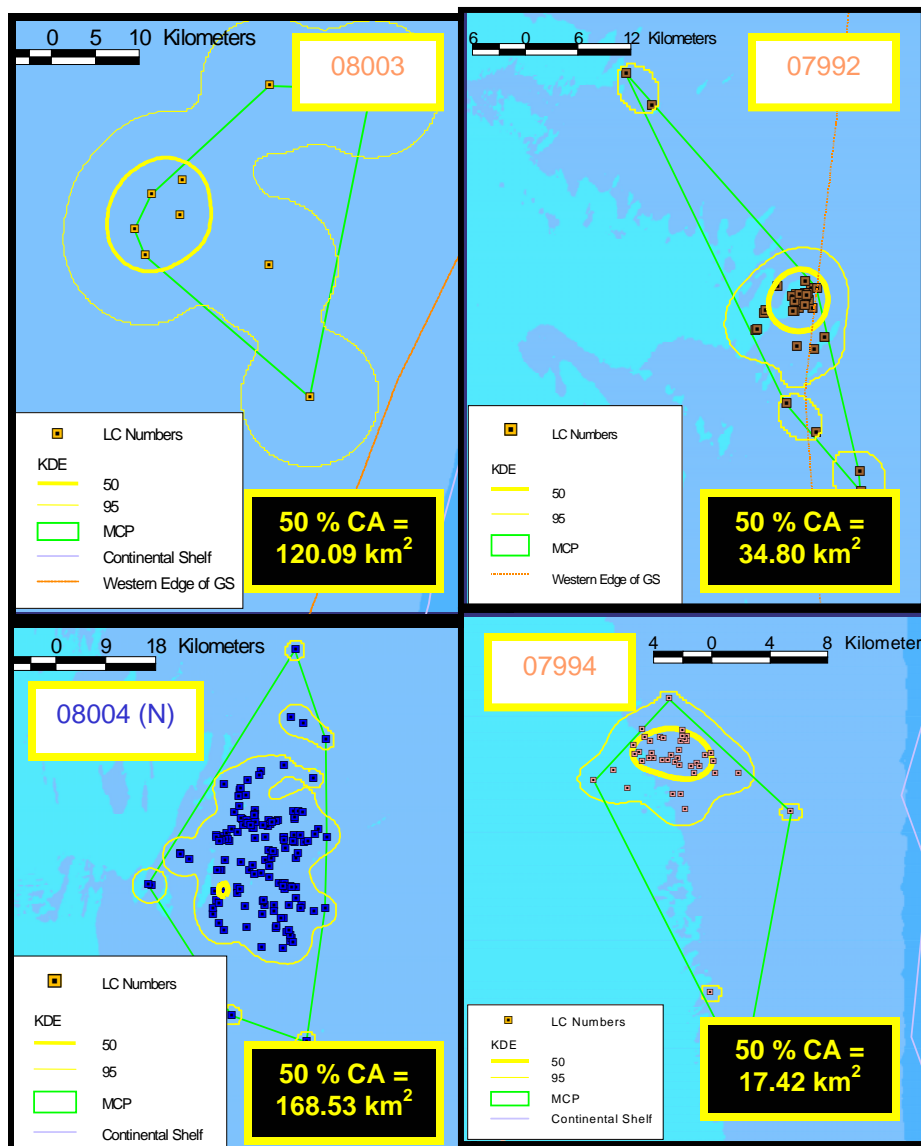 0 5 10 Kilometers
08003
LC Numbers
KDE
50
95
MCP
Continental Shelf
Western Edge of GS
50 % CA =
120.09 km²
6 0 6 12 Kilometers
07992
LC Numbers
KDE
50
95
MCP
Western Edge of GS
50 % CA =
34.80 km²
0 9 18 Kilometers
08004 (N)
LC Numbers
KDE
50
95
MCP
Continental Shelf
50 % CA =
168.53 km²
4 0 4 8 Kilometer
07994
LC Numbers
KDE
50
95
MCP
Continental Shelf
50 % CA =
17.42 km²